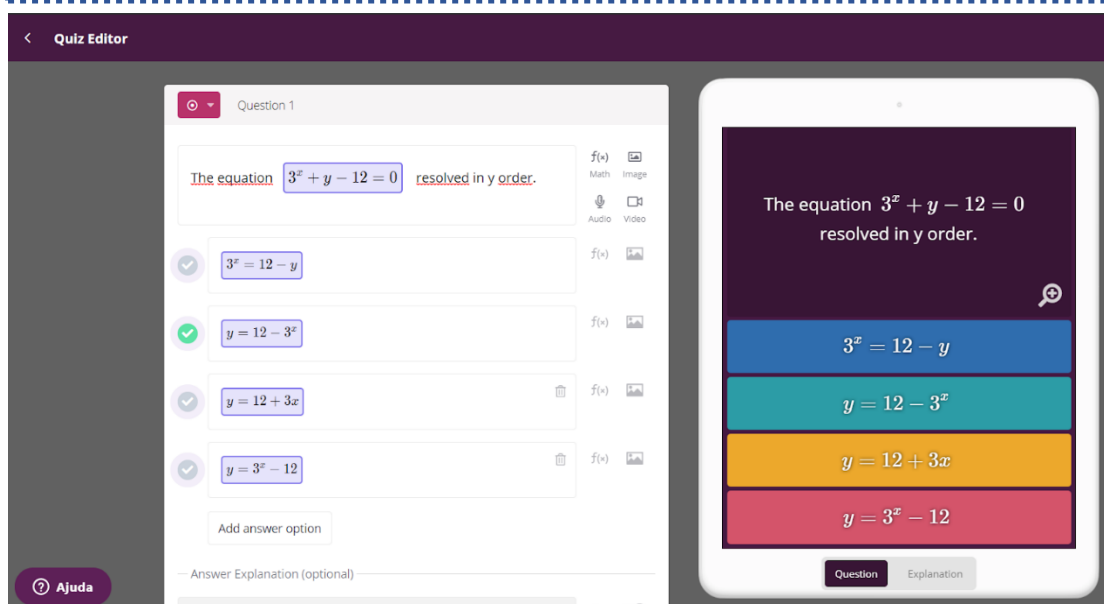 Quiz Editor
Question 1
The equation 3^x + y − 12 = 0 resolved in y order.
f(×)
Math Image
Audio Video
3^x = 12 − y
f(×)
y = 12 − 3^x
f(×)
y = 12 + 3x
f(×)
y = 3^x − 12
f(×)
Add answer option
Answer Explanation (optional)
Ajuda
The equation 3^x + y − 12 = 0
resolved in y order.
3^x = 12 − y
y = 12 − 3^x
y = 12 + 3x
y = 3^x − 12
Question Explanation